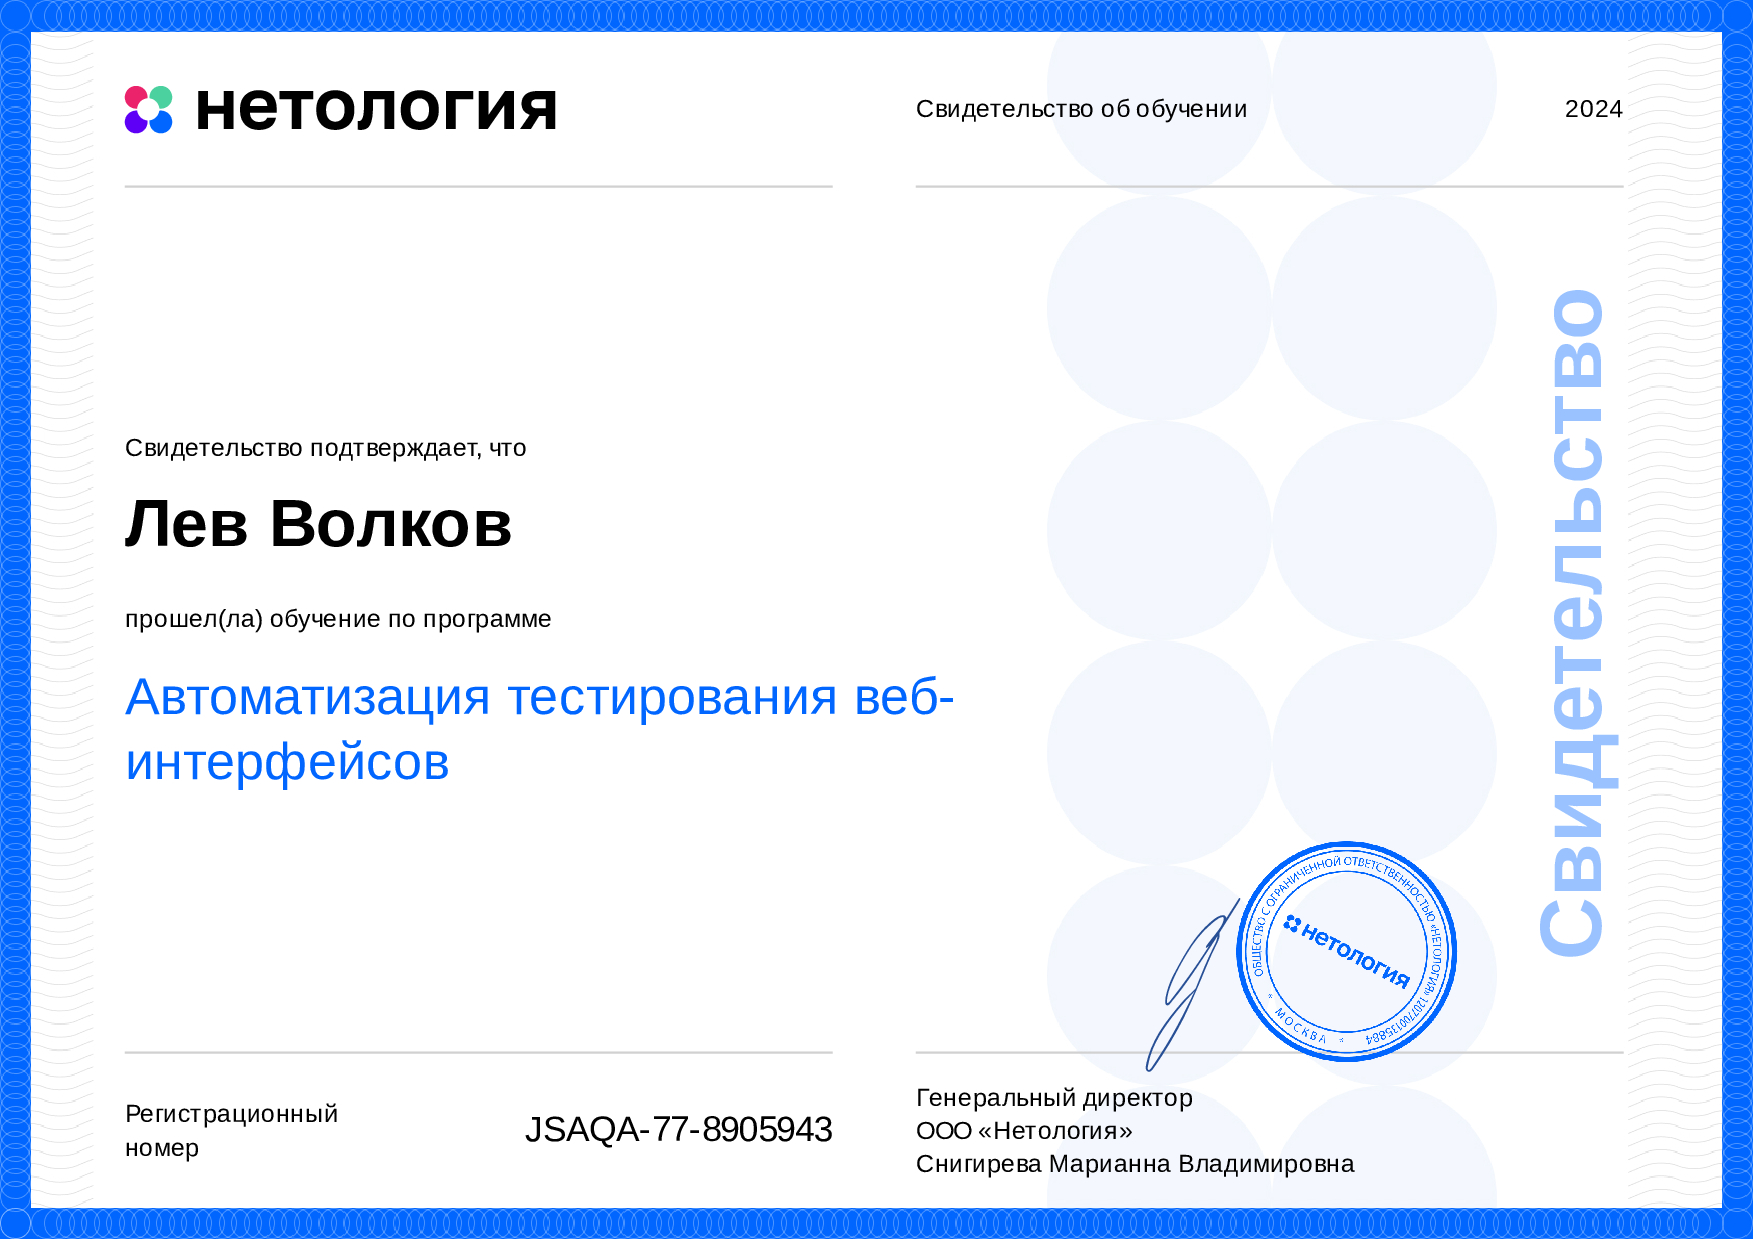 нетология
Свидетельство об обучении
2024
Свидетельство подтверждает, что
Лев Волков
прошел(ла) обучение по программе
Автоматизация тестирования веб-
интерфейсов
Свидетельство
ОБЩЕСТВО С ОГРАНИЧЕННОЙ ОТВЕТСТВЕННОСТЬЮ «НЕТОЛОГИЯ» 1207700135884
* МОСКВА *
нетология
Регистрационный
номер
JSAQA-77-8905943
Генеральный директор
ООО «Нетология»
Снигирева Марианна Владимировна